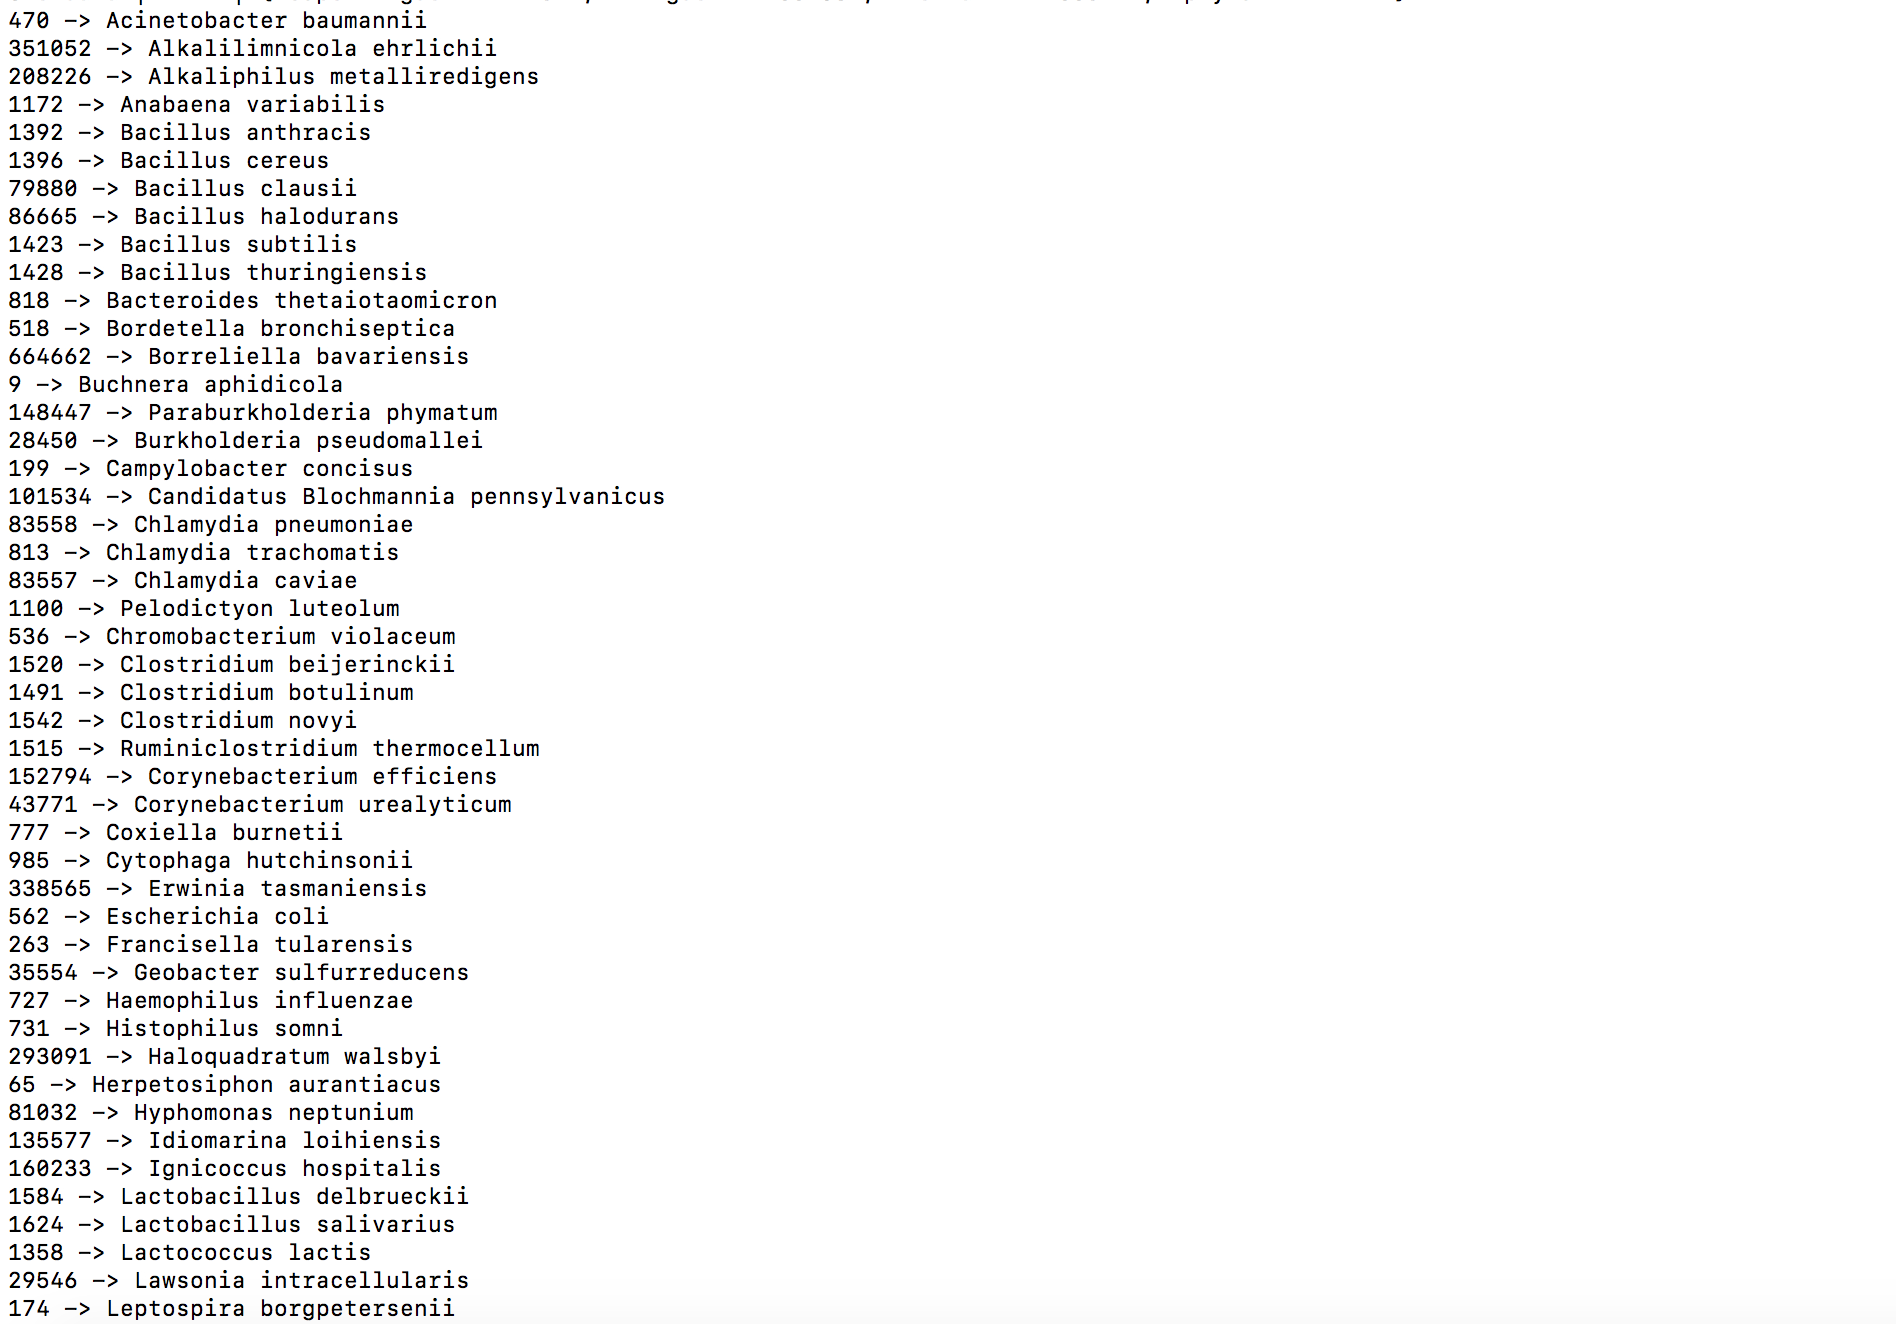 470 -> Acinetobacter baumannii
351052 -> Alkalilimnicola ehrlichii
208226 -> Alkaliphilus metalliredigens
1172 -> Anabaena variabilis
1392 -> Bacillus anthracis
1396 -> Bacillus cereus
79880 -> Bacillus clausii
86665 -> Bacillus halodurans
1423 -> Bacillus subtilis
1428 -> Bacillus thuringiensis
818 -> Bacteroides thetaiotaomicron
518 -> Bordetella bronchiseptica
664662 -> Borreliella bavariensis
9 -> Buchnera aphidicola
148447 -> Paraburkholderia phymatum
28450 -> Burkholderia pseudomallei
199 -> Campylobacter concisus
101534 -> Candidatus Blochmannia pennsylvanicus
83558 -> Chlamydia pneumoniae
813 -> Chlamydia trachomatis
83557 -> Chlamydia caviae
1100 -> Pelodictyon luteolum
536 -> Chromobacterium violaceum
1520 -> Clostridium beijerinckii
1491 -> Clostridium botulinum
1542 -> Clostridium novyi
1515 -> Ruminiclostridium thermocellum
152794 -> Corynebacterium efficiens
43771 -> Corynebacterium urealyticum
777 -> Coxiella burnetii
985 -> Cytophaga hutchinsonii
338565 -> Erwinia tasmaniensis
562 -> Escherichia coli
263 -> Francisella tularensis
35554 -> Geobacter sulfurreducens
727 -> Haemophilus influenzae
731 -> Histophilus somni
293091 -> Haloquadratum walsbyi
65 -> Herpetosiphon aurantiacus
81032 -> Hyphomonas neptunium
135577 -> Idiomarina loihiensis
160233 -> Ignicoccus hospitalis
1584 -> Lactobacillus delbrueckii
1624 -> Lactobacillus salivarius
1358 -> Lactococcus lactis
29546 -> Lawsonia intracellularis
174 -> Leptospira borgpetersenii